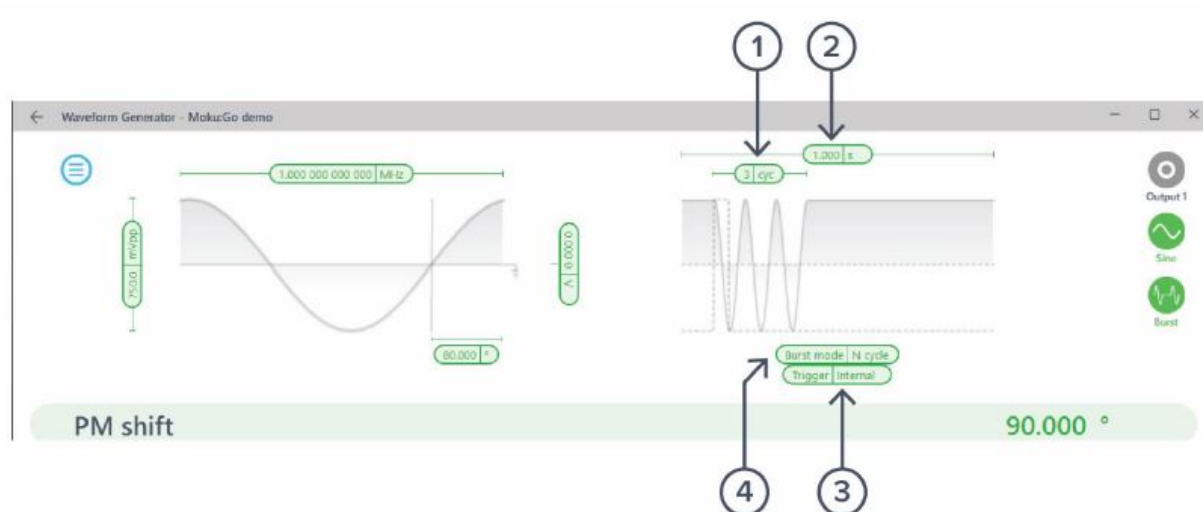 1 2
Waveform Generator - Moku:Go demo
1.000 s
1.000 000 000 000 MHz
3 cyc
Output 1
750.0 mVpp
0.000 0 V
Sine
Burst
80.000 °
Burst mode N cycle
Trigger Internal
PM shift 90.000 °
4 3